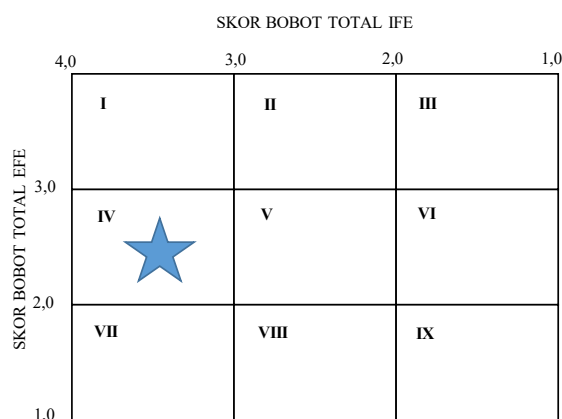 SKOR BOBOT TOTAL IFE
4,0 3,0 2,0 1,0
I II III
SKOR BOBOT TOTAL EFE
3,0
IV V VI
2,0
VII VIII IX
1,0